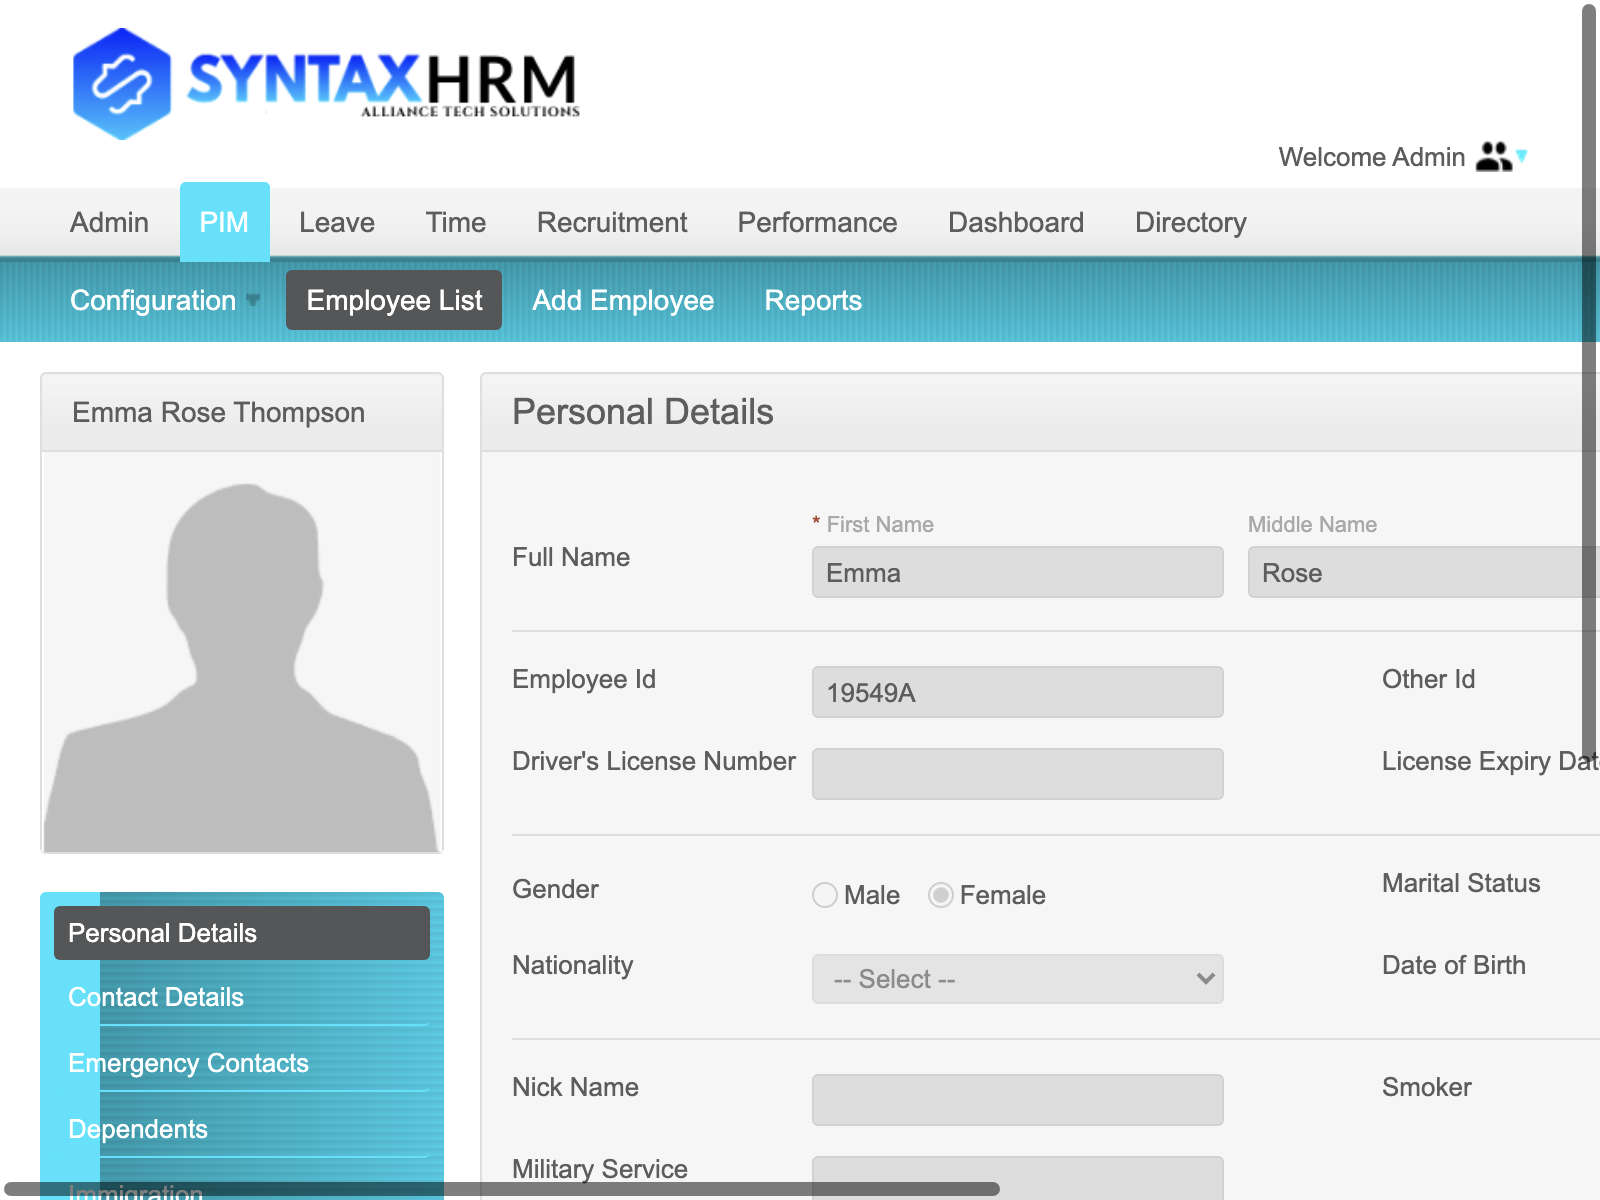 SYNTAXHRM
ALLIANCE TECH SOLUTIONS
Welcome Admin
Admin PIM Leave Time Recruitment Performance Dashboard Directory
Configuration Employee List Add Employee Reports
Emma Rose Thompson
Personal Details
* First Name Middle Name
Full Name Emma Rose
Employee Id 19549A Other Id
Driver's License Number License Expiry Date
Gender Male Female Marital Status
Nationality -- Select -- Date of Birth
Nick Name Smoker
Military Service
Personal Details
Contact Details
Emergency Contacts
Dependents
Immigration